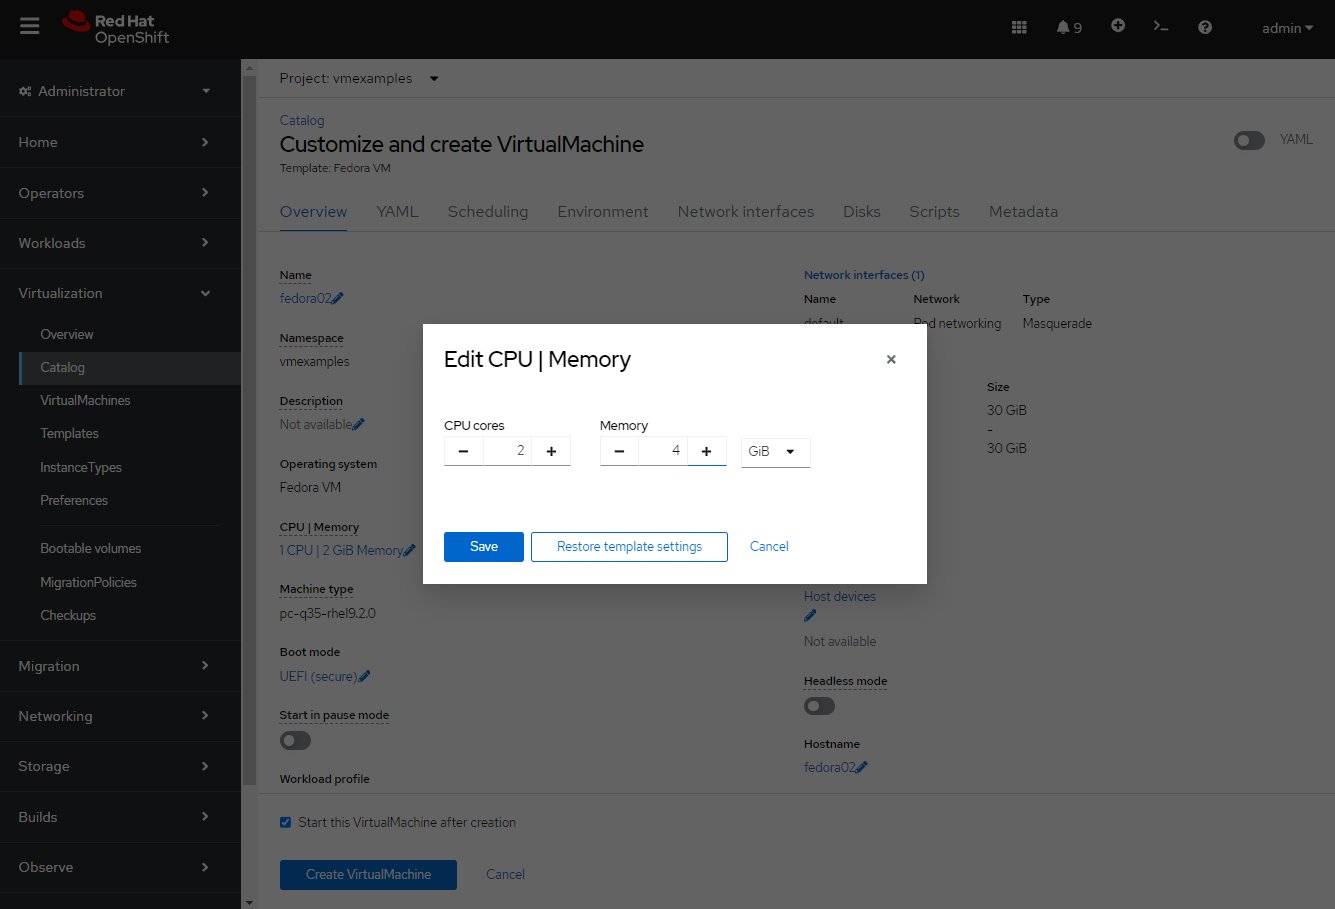 Red Hat
OpenShift
9
admin
Administrator
Home
Operators
Workloads
Virtualization
Overview
Catalog
VirtualMachines
Templates
InstanceTypes
Preferences
Bootable volumes
MigrationPolicies
Checkups
Migration
Networking
Storage
Builds
Observe
Project: vmexamples
Catalog
Customize and create VirtualMachine
Template: Fedora VM
YAML
Overview YAML Scheduling Environment Network interfaces Disks Scripts Metadata
Name
fedora02
Namespace
vmexamples
Description
Not available
Operating system
Fedora VM
CPU | Memory
1 CPU | 2 GiB Memory
Machine type
pc-q35-rhel9.2.0
Boot mode
UEFI (secure)
Start in pause mode
Workload profile
Network interfaces (1)
Name Network Type
default Pod networking Masquerade
Size
30 GiB
-
30 GiB
Host devices
Not available
Headless mode
Hostname
fedora02
Edit CPU | Memory
CPU cores Memory
2 4 GiB
Save Restore template settings Cancel
Start this VirtualMachine after creation
Create VirtualMachine Cancel